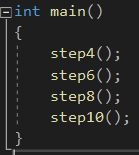 int main()
{
    step4();
    step6();
    step8();
    step10();
}